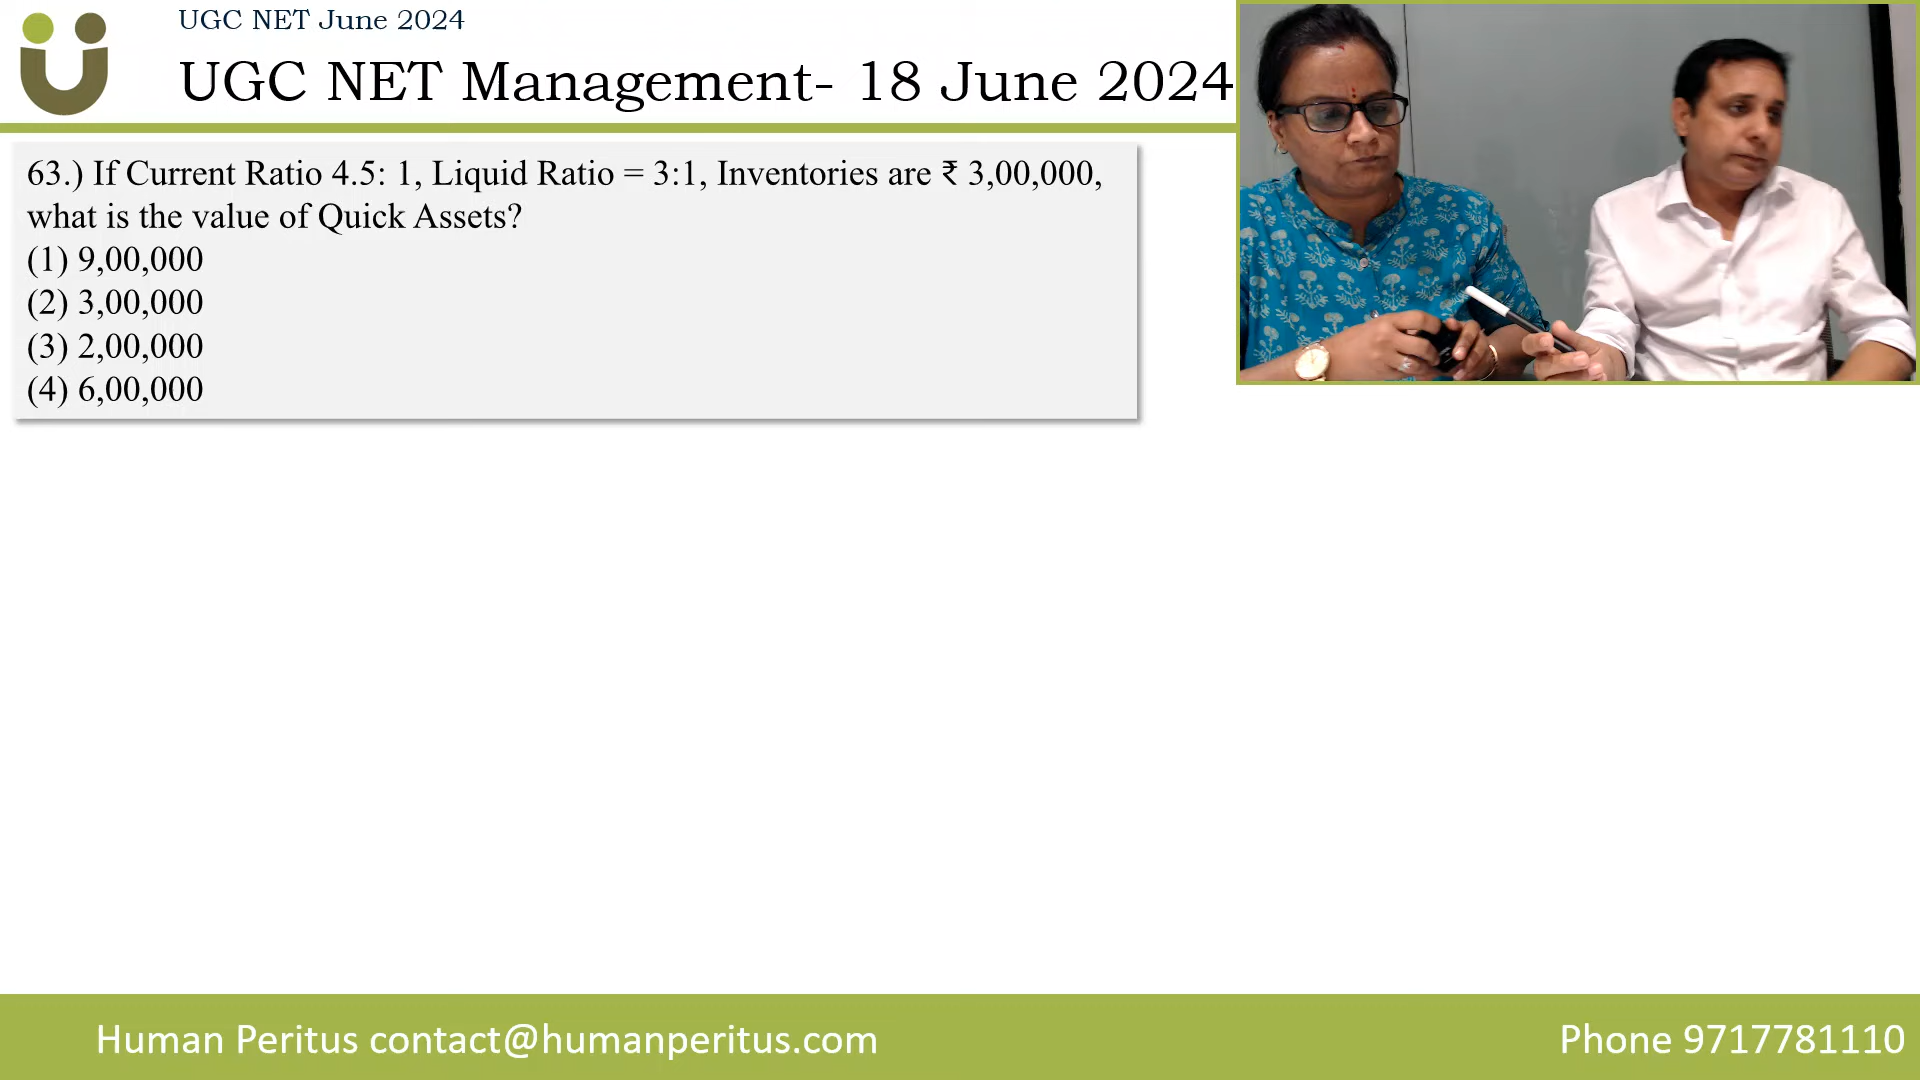 UGC NET June 2024
UGC NET Management- 18 June 2024
63.) If Current Ratio 4.5: 1, Liquid Ratio = 3:1, Inventories are ₹ 3,00,000,
what is the value of Quick Assets?
(1) 9,00,000
(2) 3,00,000
(3) 2,00,000
(4) 6,00,000
Human Peritus contact@humanperitus.com
Phone 9717781110